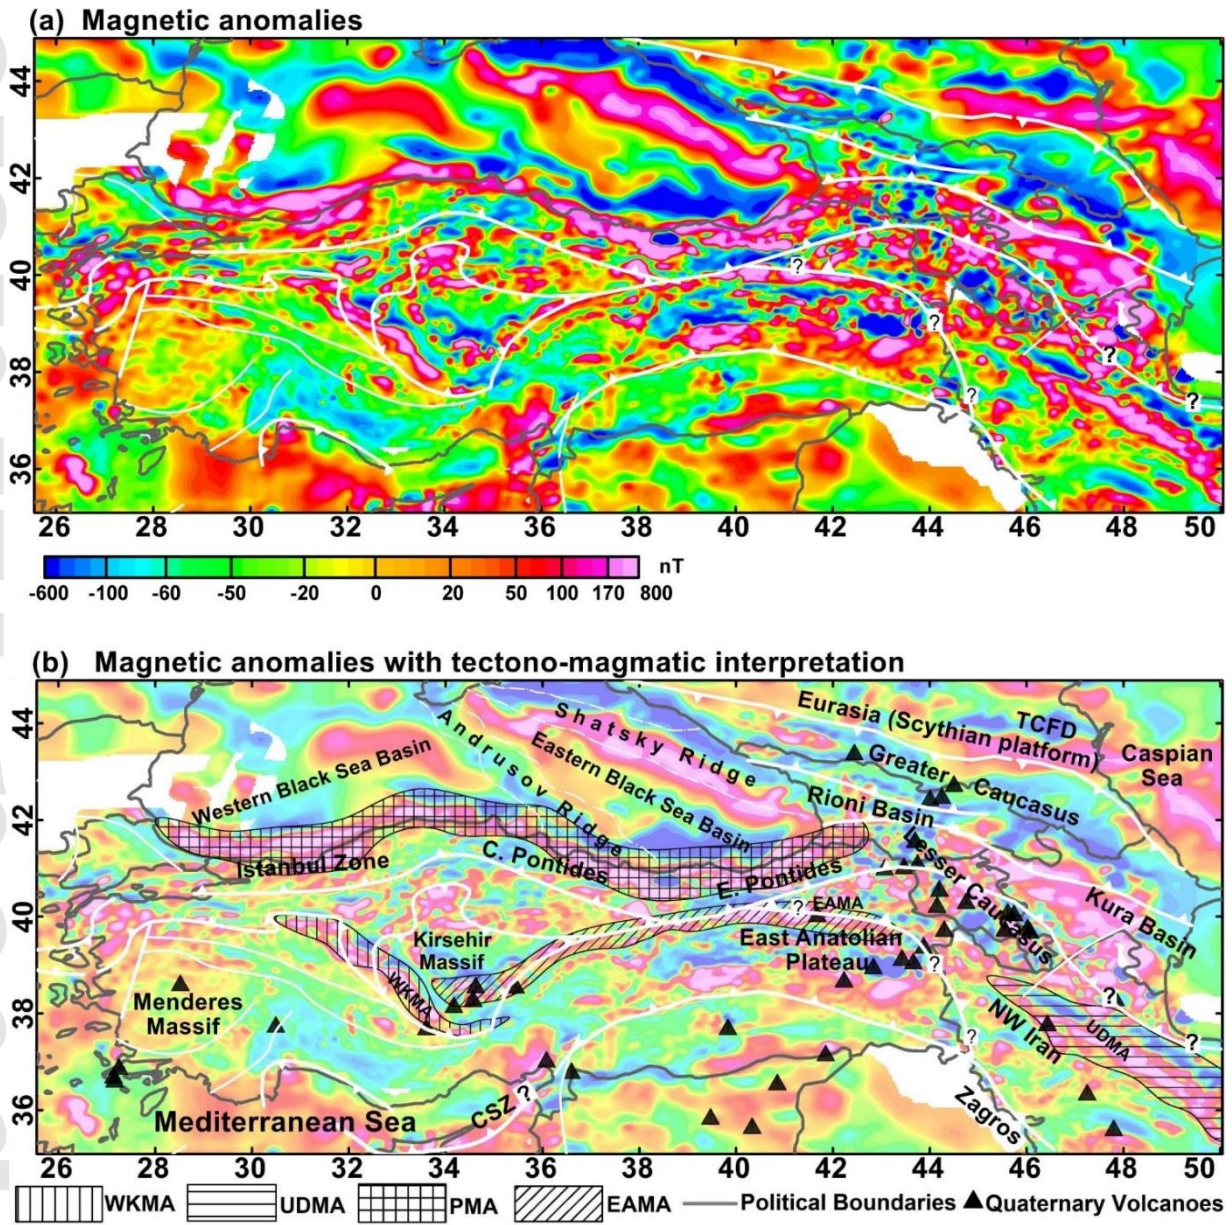 (a) Magnetic anomalies
44
42
40
38
36
?
?
?
?
?
26 28 30 32 34 36 38 40 42 44 46 48 50
-600 -100 -60 -50 -20 0 20 50 100 170 800 nT
(b) Magnetic anomalies with tectono-magmatic interpretation
44
42
40
38
36
Eurasia (Scythian platform)
TCFD
Caspian
Sea
Shatsky Ridge
Andrusov Ridge
Eastern Black Sea Basin
Western Black Sea Basin
Greater Caucasus
Rioni Basin
Istanbul Zone
C. Pontides
E. Pontides
Lesser Caucasus
Kura Basin
? EAMA
Kirsehir
Massif
East Anatolian
Plateau
WKMA
?
?
Menderes
Massif
NW Iran
UDMA
?
?
Mediterranean Sea
CSZ ?
Zagros
26 28 30 32 34 36 38 40 42 44 46 48 50
WKMA UDMA PMA EAMA Political Boundaries Quaternary Volcanoes